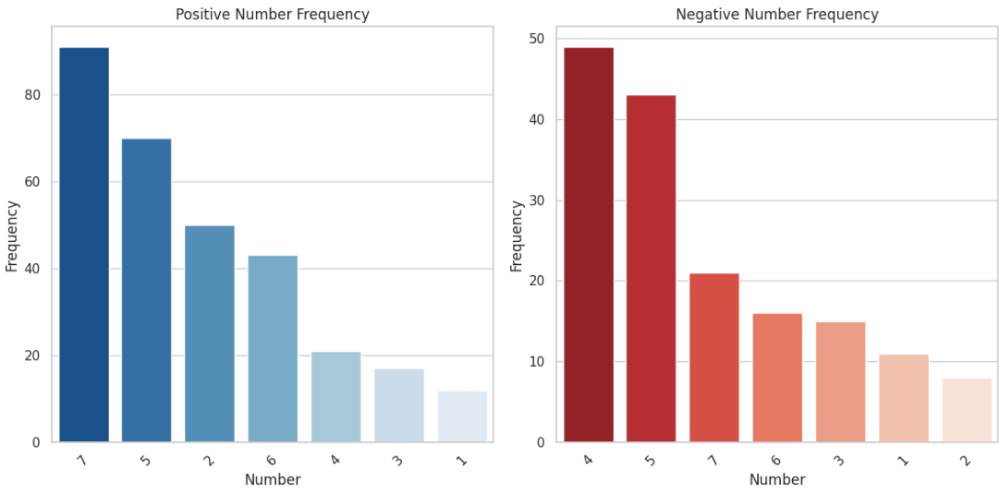 Positive Number Frequency
Frequency
80
60
40
20
0
7 5 2 6 4 3 1
Number
Negative Number Frequency
Frequency
50
40
30
20
10
0
4 5 7 6 3 1 2
Number